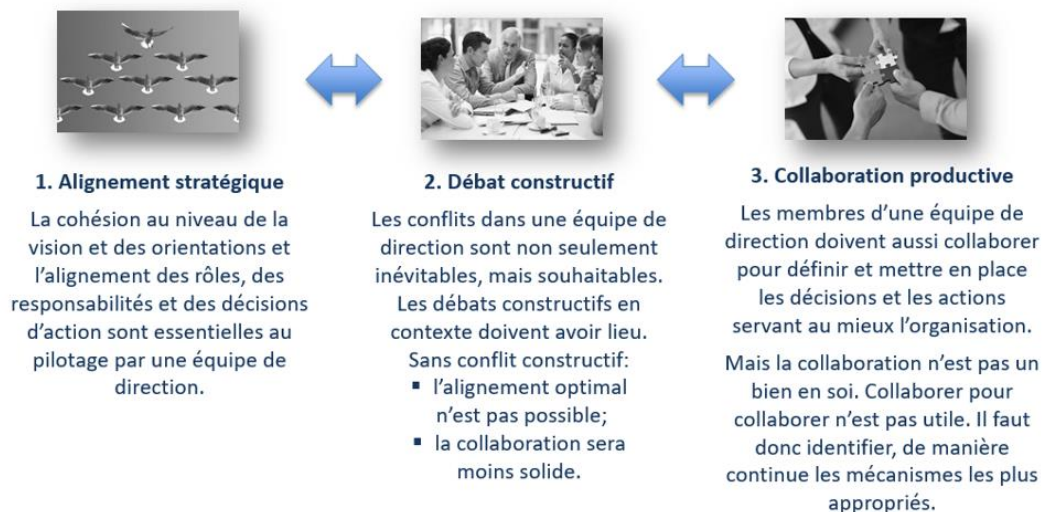 1. Alignement stratégique
La cohésion au niveau de la
vision et des orientations et
l’alignement des rôles, des
responsabilités et des décisions
d’action sont essentielles au
pilotage par une équipe de
direction.
2. Débat constructif
Les conflits dans une équipe de
direction sont non seulement
inévitables, mais souhaitables.
Les débats constructifs en
contexte doivent avoir lieu.
Sans conflit constructif:
▪ l’alignement optimal
n’est pas possible;
▪ la collaboration sera
moins solide.
3. Collaboration productive
Les membres d’une équipe de
direction doivent aussi collaborer
pour définir et mettre en place
les décisions et les actions
servant au mieux l’organisation.
Mais la collaboration n’est pas un
bien en soi. Collaborer pour
collaborer n’est pas utile. Il faut
donc identifier, de manière
continue les mécanismes les plus
appropriés.